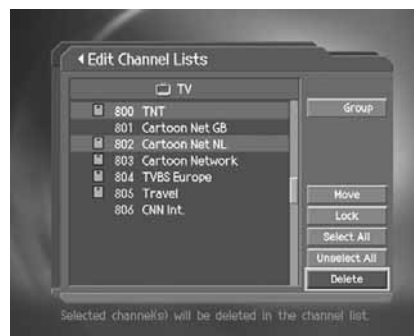 Edit Channel Lists
TV
800 TNT
801 Cartoon Net GB
802 Cartoon Net NL
803 Cartoon Network
804 TVBS Europe
805 Travel
806 CNN Int.
Group
Move
Lock
Select All
Unselect All
Delete
Selected channel(s) will be deleted in the channel list.